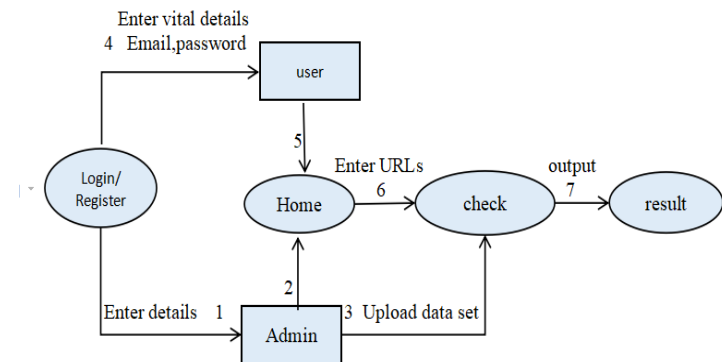 Enter vital details
4 Email,password
user
5
Login/
Register
Enter URLs
6
output
7
Home
check
result
2
Enter details 1
3 Upload data set
Admin